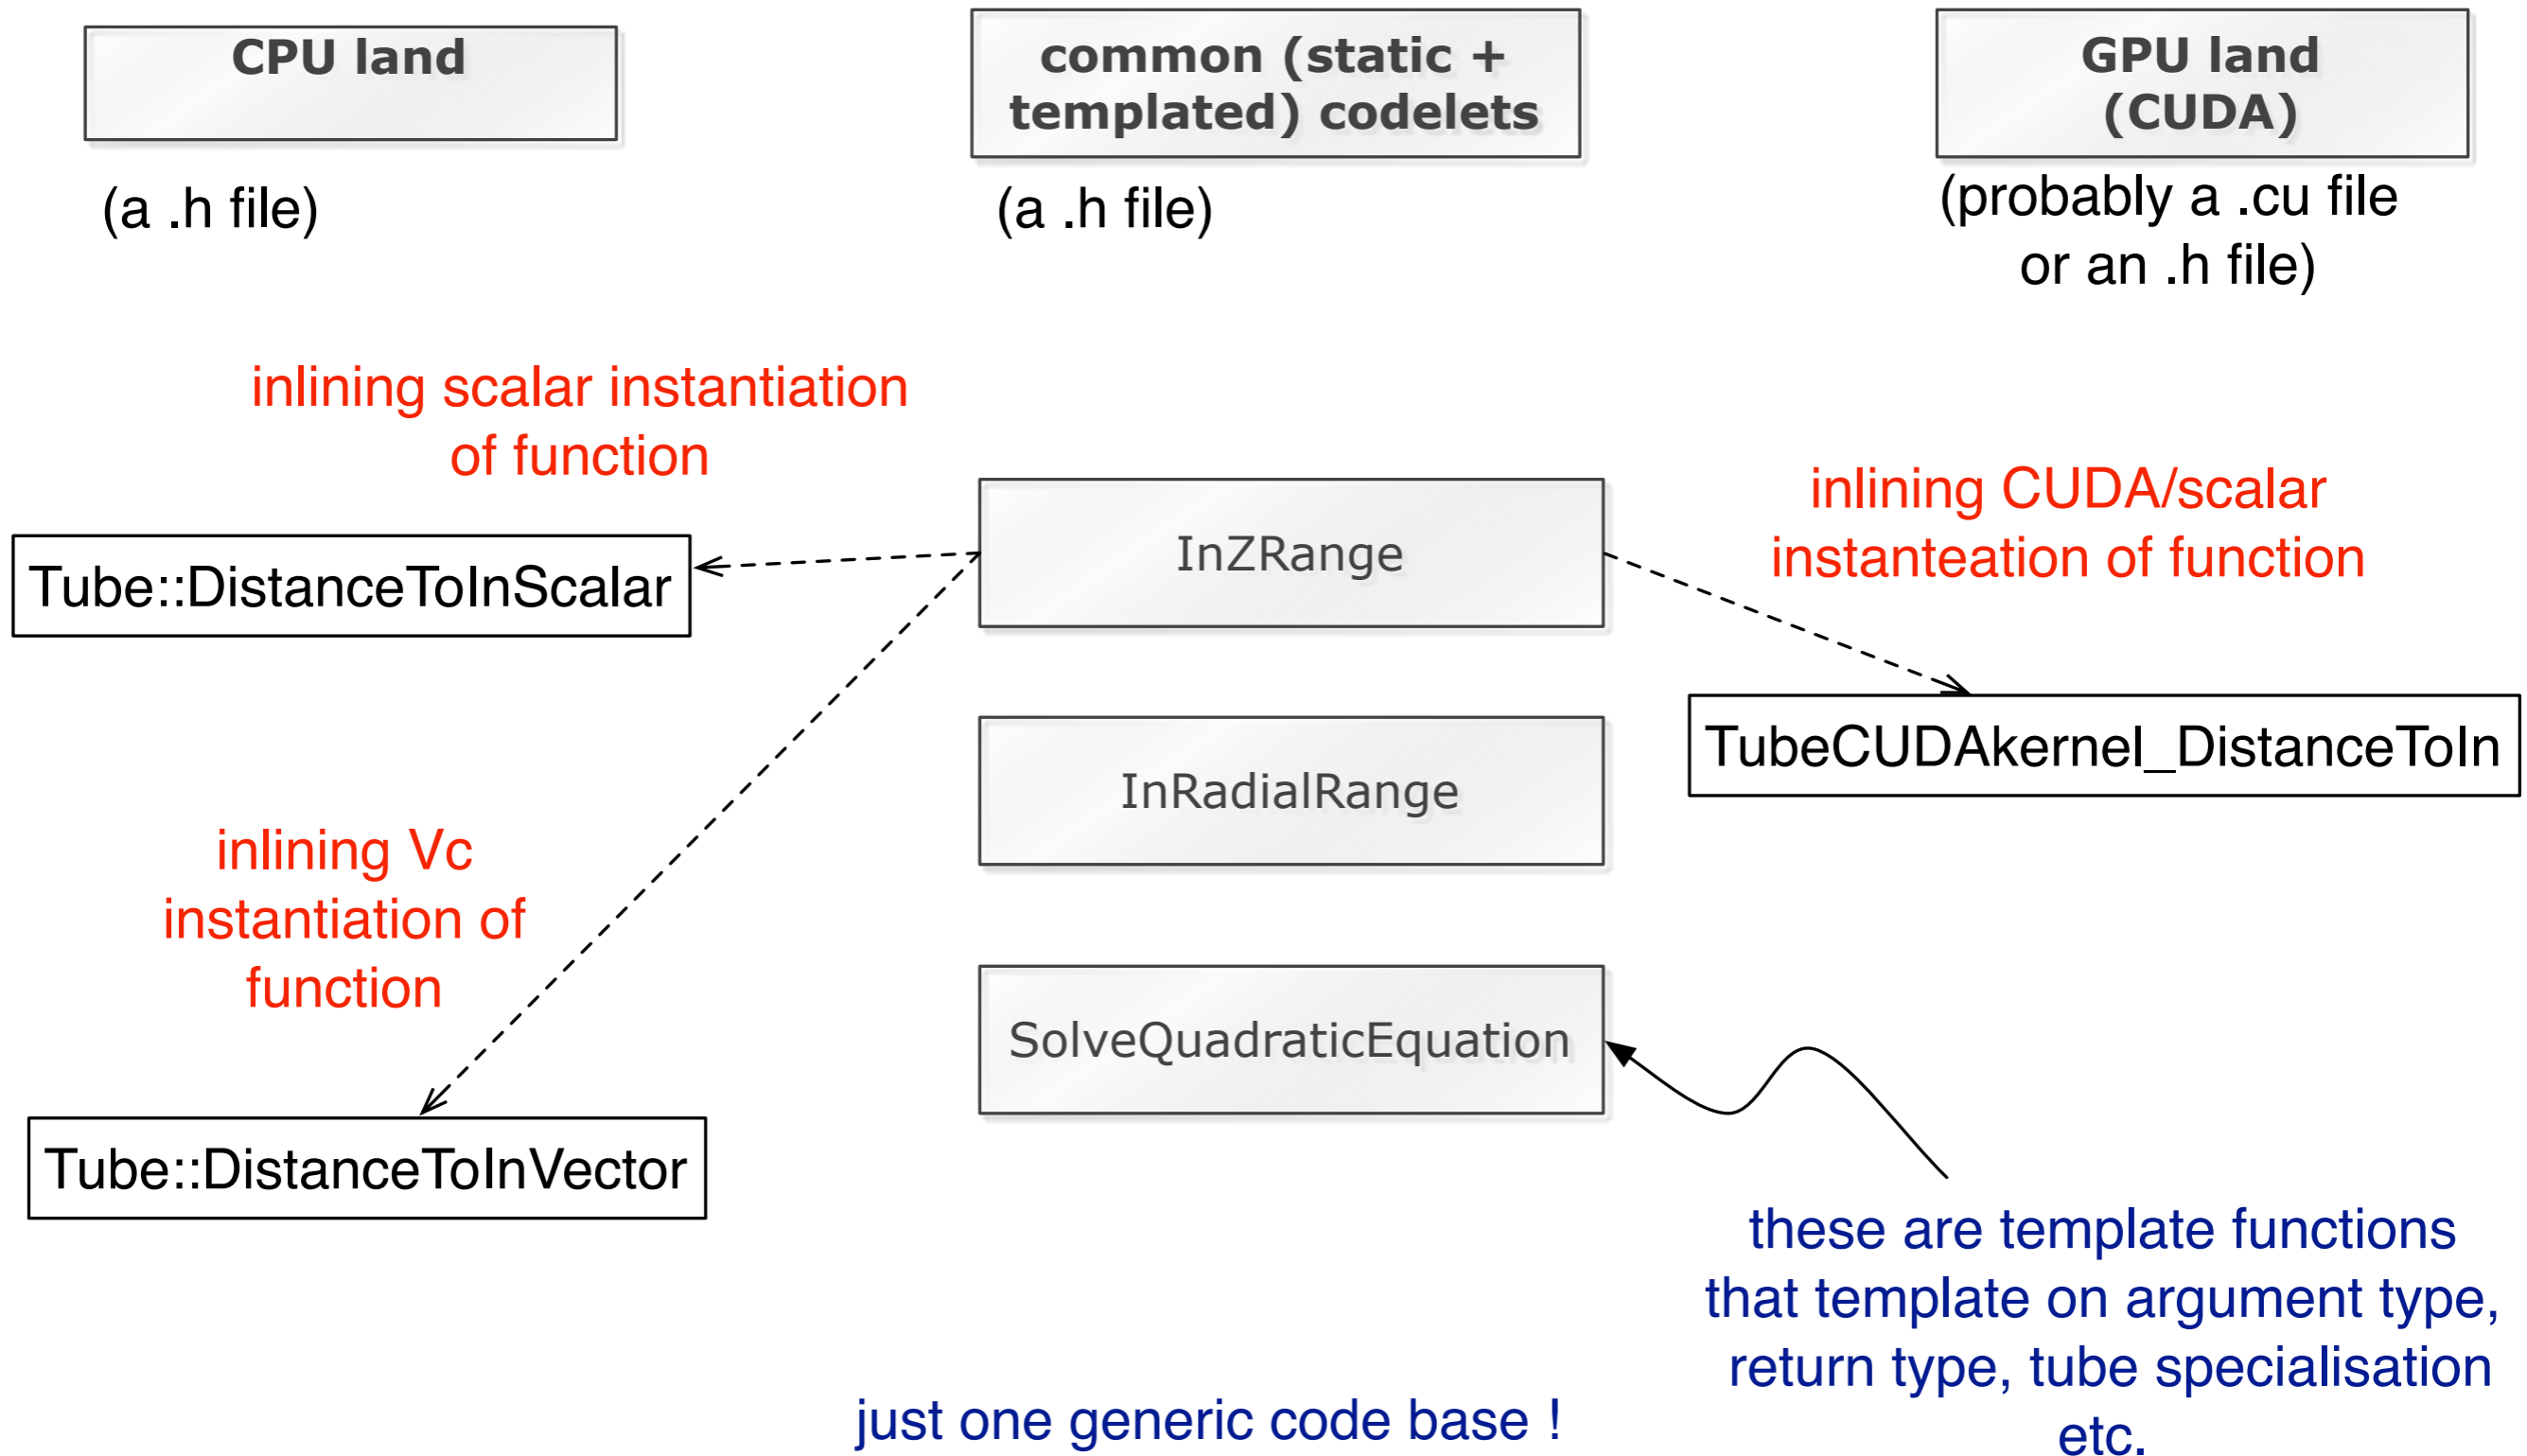 CPU land
common (static +
templated) codelets
GPU land
(CUDA)
(a .h file)
(a .h file)
(probably a .cu file
or an .h file)
inlining scalar instantiation
of function
inlining CUDA/scalar
instanteation of function
InZRange
Tube::DistanceToInScalar
TubeCUDAkernel_DistanceToIn
InRadialRange
inlining Vc
instantiation of
function
SolveQuadraticEquation
Tube::DistanceToInVector
these are template functions
that template on argument type,
return type, tube specialisation
etc.
just one generic code base !